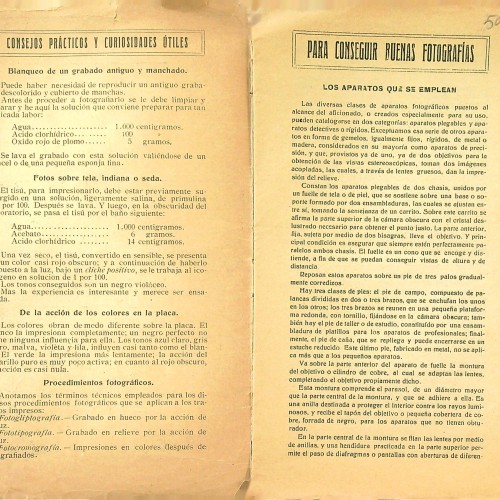 CONSEJOS PRÁCTICOS Y CURIOSIDADES ÚTILES
Blanqueo de un grabado antiguo y manchado.
Puede haber necesidad de reproducir un antiguo graba-
descolorido y cubierto de manchas.
Antes de proceder a fotografiarlo se le debe limpiar y
arar y he aquí la solución que conviene preparar para tan
icada labor:
Agua.................... 1.000 centigramos.
Acido clorhídrico........ 100 »
Oxido rojo de plomo....... 5 gramos,
Se lava el grabado con esta solución valiéndose de un
cel o de una pequeña esponja fina.
Fotos sobre tela, indiana o seda.
El tisú, para impresionarlo, debe estar previamente su-
ergido en una solución, ligeramente salina, de primulina
por 100. Después se lava. Y luego, en la obscuridad del
oratorio, se pasa el tisú por el baño siguiente:
Agua.................... 1.000 centigramos.
Acebato.................. 6 gramos.
Acido clorhídrico ........ 14 centigramos.
Una vez seco, el tisú, convertido en sensible, se presenta
un color casi rojo obscuro; y a continuación de haberlo
puesto a la luz, bajo un cliché positivo, se le trabaja al ico-
geno en solución de 1 por 100.
Los tonos conseguidos son un negro violáceo.
Mas la experiencia es interesante y merece ser ensa-
da.
De la acción de los colores en la placa.
Los colores obran de modo diferente sobre la placa. El
nco la impresiona completamente; un negro perfecto no
ne ninguna influencia para ella. Los tonos azul claro, gris
ro, malva, violeta y lila, influyen casi tanto como el blan-
El verde la impresiona más lentamente; la acción del
arillo puro es muy poco activa; en cuanto al rojo obscuro,
acción es casi nula.
Procedimientos fotográficos.
Anotamos los términos técnicos empleados para los di-
sos procedimientos fotográficos que se aplican a los tra-
os impresos:
Fotogliptografía.—Grabado en hueco por la acción de
uz.
Fototipografía.—Grabado en relieve por la acción de
uz.
Fotocromografía.—Impresiones en colores después de
ografiados.
PARA CONSEGUIR BUENAS FOTOGRAFÍAS
LOS APARATOS QUE SE EMPLEAN
Las diversas clases de aparatos fotográficos puestos al
alcance del aficionado, o creados especialmente para su uso,
pueden catalogarse en dos categorías: aparatos plegables y apa-
ratos detectives o rígidos. Exceptuamos esa serie de otros apara-
tos en forma de gemelos, igualmente fijos, rígidos, de metal o
madera, considerados en su mayoría como aparatos de preci-
sión, y que, provistos ya de uno, ya de dos objetivos para la
obtención de las vistas estereoscópicas, toman dos imágenes
acopladas, las cuales, a través de lentes gruesos, dan la impre-
sión del relieve.
Constan los aparatos plegables de dos chasis, unidos por
un fuelle de tela o de piel, que se sostiene sobre una base o so-
porte formado por dos ensambladuras, las cuales se ajustan en-
tre sí, tomando la semejanza de un carrito. Sobre este carrito se
afirma la parte superior de la cámara obscura con el cristal des-
lustrado necesario para obtener el punto justo. La parte anterior,
fija, sujeta por medio de dos bisagras, lleva el objetivo. Y princi-
pal condición es asegurar que siempre estén perfectamente pa-
ralelos ambos chasis. El fuelle es un cono que se encoge y dis-
tiende, a fin de que se puedan conseguir vistas de distancia y
distiende.
Reposan estos aparatos sobre un pie de tres palos gradual-
mente corredizos.
Hay tres clases de pies: el pie de campo, compuesto de pa-
lancas divididas en dos o tres brazos, que se enchufan los unos
en los otros; los tres brazos se reunen en una pequeña platafor-
ma redonda, con tornillo, fijándose en la cámara obscura; tam-
bién hay el pie de taller o de estudio, constituído por una ensam-
bladura de platillo para los aparatos de profesionales; final-
mente, el pie de caña, que se repliega y puede encerrarse en un
estuche reducido. Este último pie, fabricado en metal, no se apli-
ca más que a los pequeños aparatos.
Va sobre la parte anterior del aparato de fuelle la montura
del objetivo o cilindro de cobre, al cual se adaptan las lentes,
completando el objetivo propiamente dicho.
Esta montura comprende el parasol, de un diámetro mayor
que la parte central de la montura, y que se adhiere a ella. Es
una anilla destinada a proteger el interior contra los rayos lumi-
nosos, y recibe el tapón del objetivo o pequeña cobertera de co-
bre, forrada de negro, para los aparatos que no tienen obtu-
rador.
En la parte central de la montura se fijan las lentes por medio
de anillas, y una hendidura practicada en la parte superior per-
mite el paso de diafragmas o pantallas con aberturas de diferen-